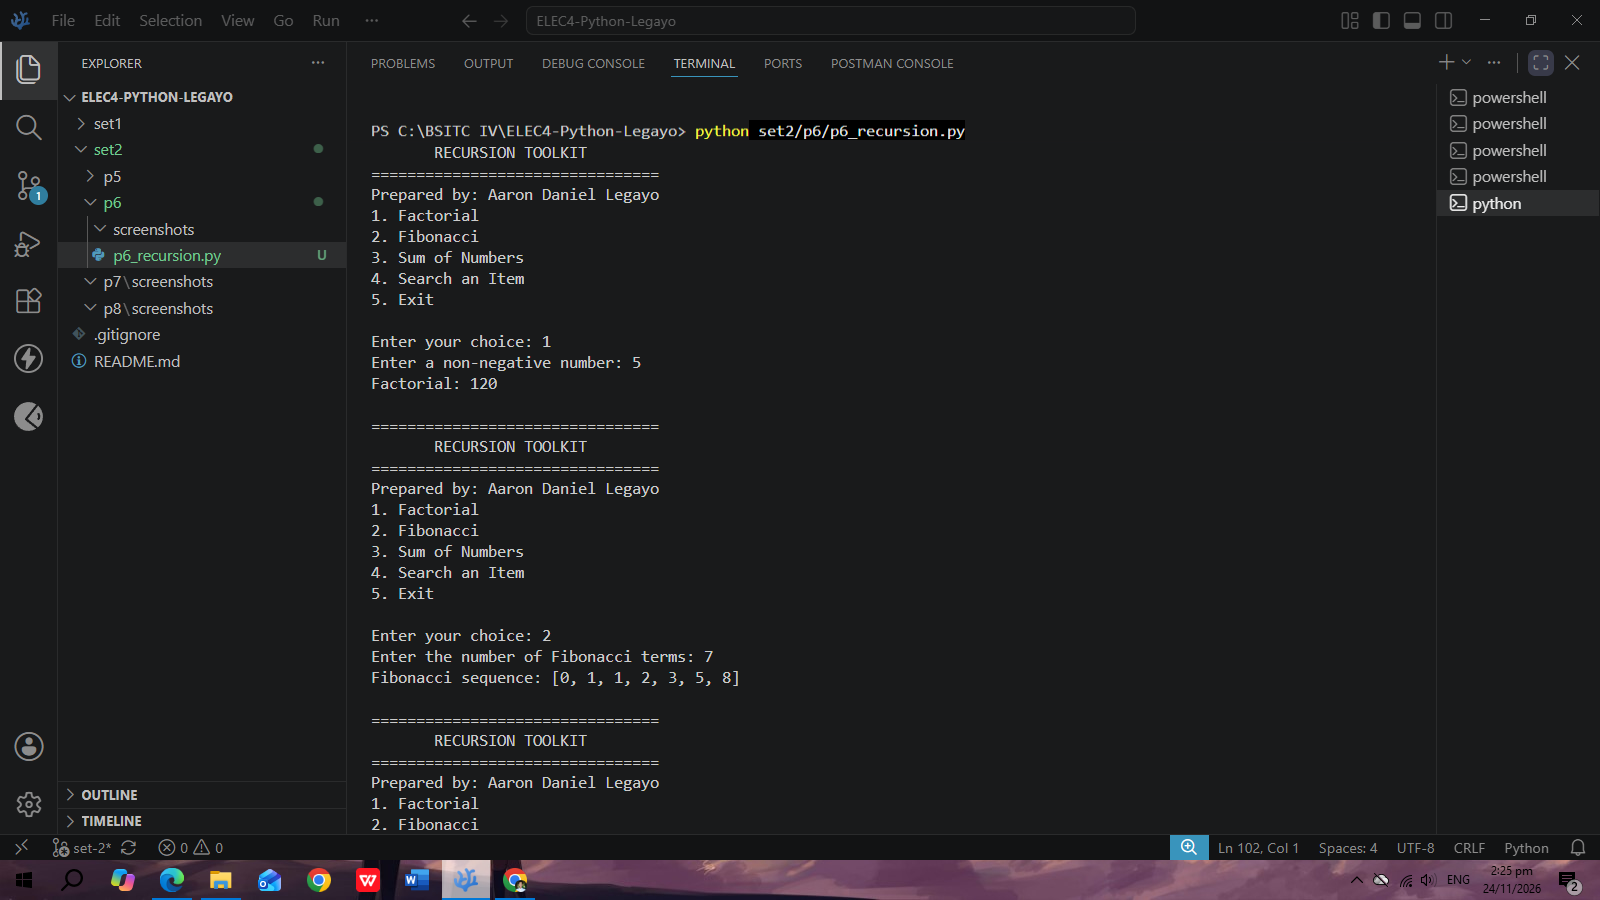 File Edit Selection View Go Run ...
ELEC4-Python-Legayo
EXPLORER ...
ELEC4-PYTHON-LEGAYO
set1
set2
p5
p6
screenshots
p6_recursion.py U
p7\screenshots
p8\screenshots
.gitignore
README.md
OUTLINE
TIMELINE
1
PROBLEMS OUTPUT DEBUG CONSOLE TERMINAL PORTS POSTMAN CONSOLE
PS C:\BSITC IV\ELEC4-Python-Legayo> python set2/p6/p6_recursion.py
RECURSION TOOLKIT
================================
Prepared by: Aaron Daniel Legayo
1. Factorial
2. Fibonacci
3. Sum of Numbers
4. Search an Item
5. Exit
Enter your choice: 1
Enter a non-negative number: 5
Factorial: 120
================================
RECURSION TOOLKIT
================================
Prepared by: Aaron Daniel Legayo
1. Factorial
2. Fibonacci
3. Sum of Numbers
4. Search an Item
5. Exit
Enter your choice: 2
Enter the number of Fibonacci terms: 7
Fibonacci sequence: [0, 1, 1, 2, 3, 5, 8]
================================
RECURSION TOOLKIT
================================
Prepared by: Aaron Daniel Legayo
1. Factorial
2. Fibonacci
powershell
powershell
powershell
powershell
python
set-2* 0 0
Ln 102, Col 1 Spaces: 4 UTF-8 CRLF Python
ENG
2:25 pm
24/11/2026
2